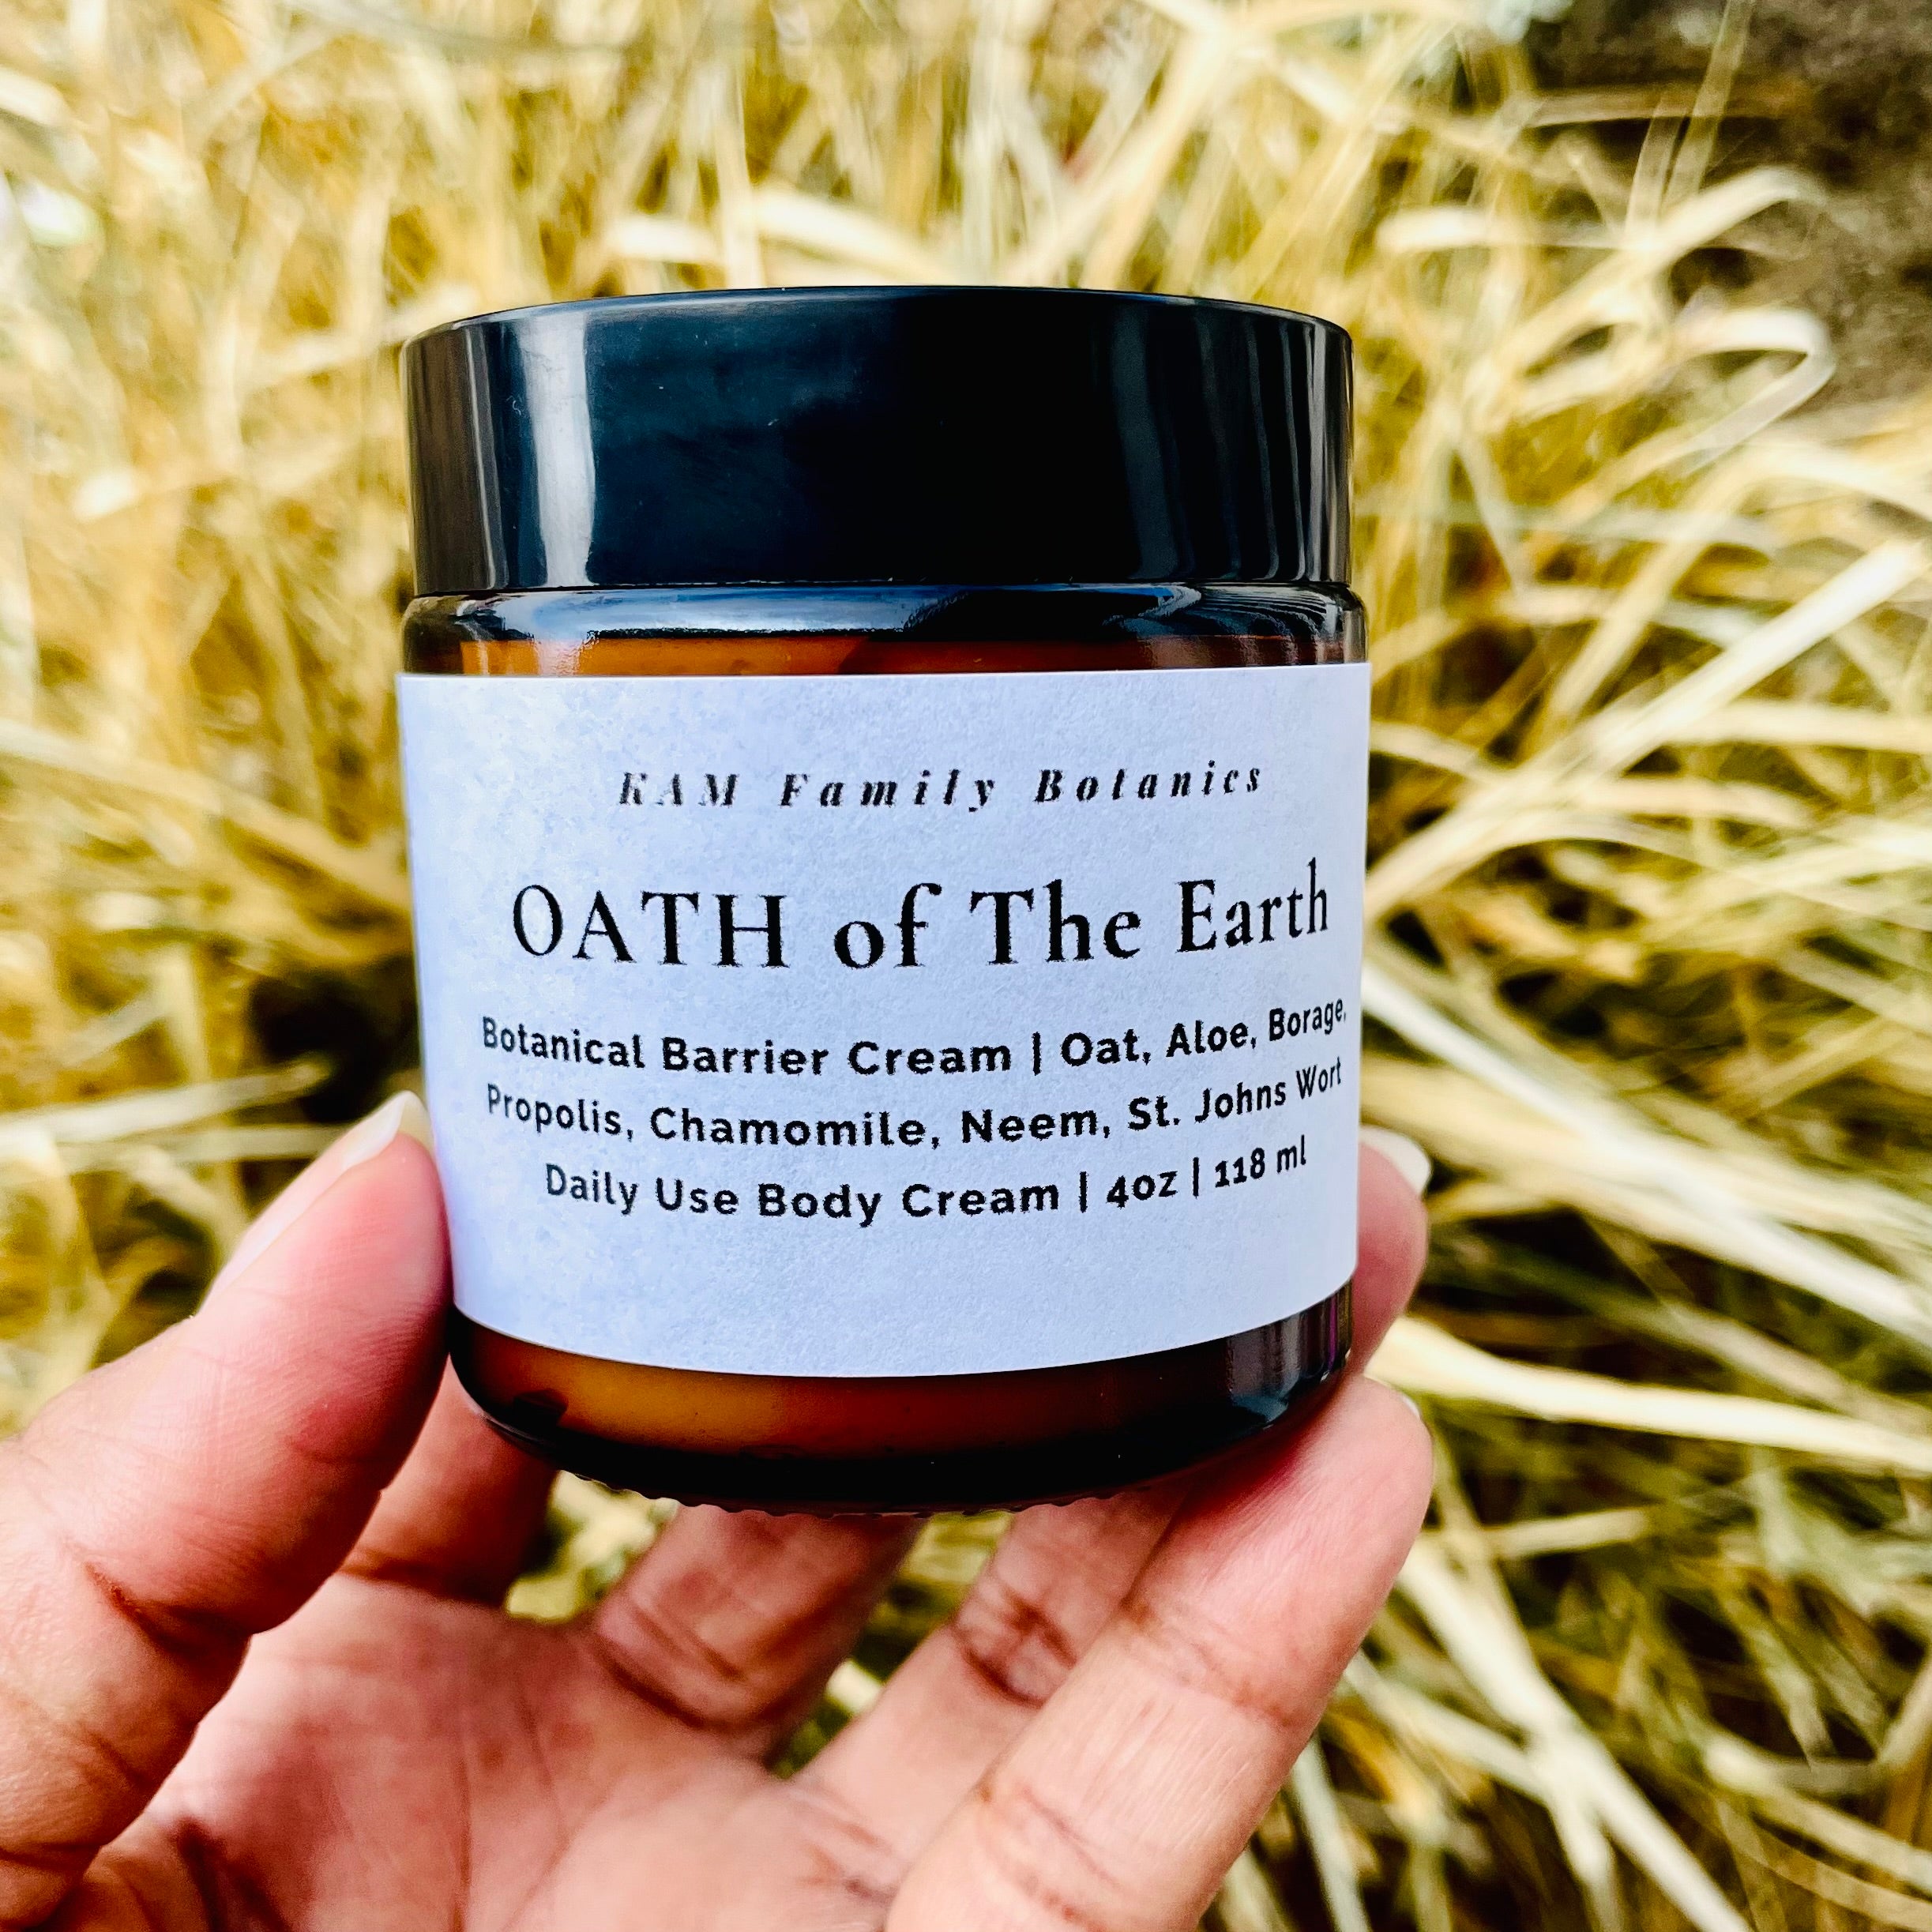 KAM Family Botanics
OATH of The Earth
Botanical Barrier Cream | Oat, Aloe, Borage,
Propolis, Chamomile, Neem, St. Johns Wort
Daily Use Body Cream | 4oz | 118 ml